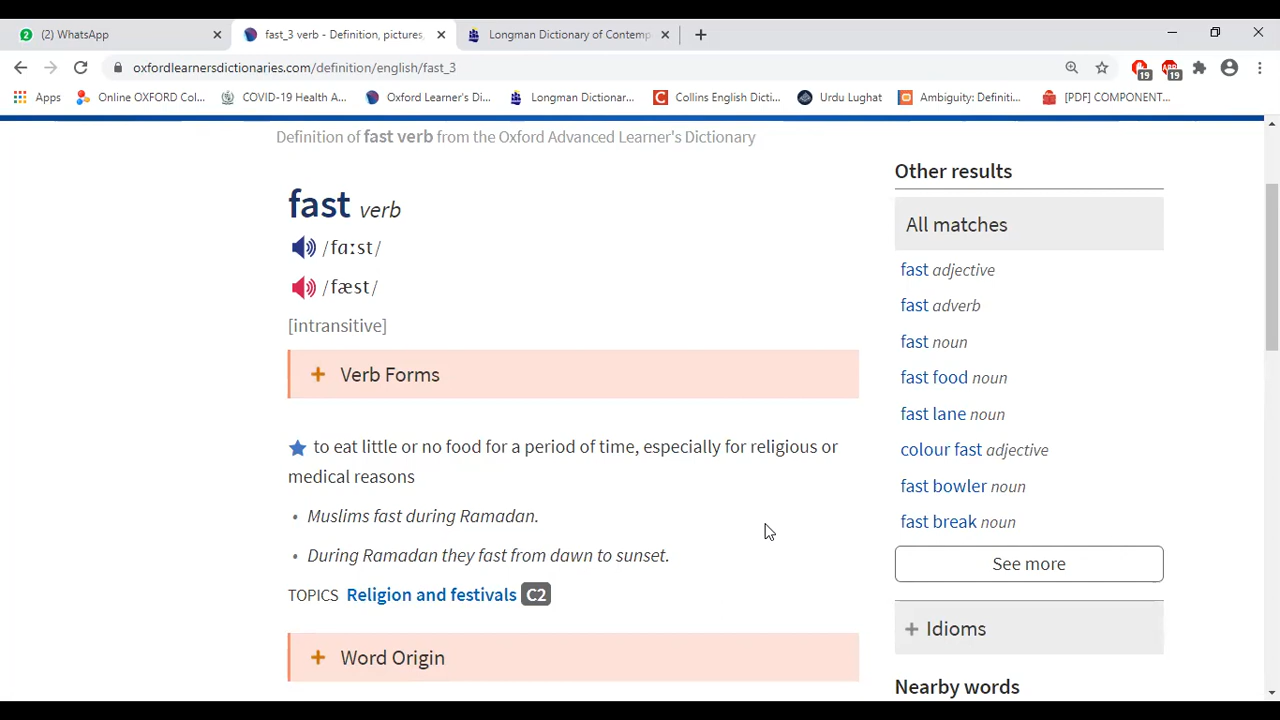 (2) WhatsApp
fast_3 verb - Definition, pictures,
Longman Dictionary of Contemp
oxfordlearnersdictionaries.com/definition/english/fast_3
19
ABP
19
Apps
Online OXFORD Col...
COVID-19 Health A...
Oxford Learner's Di...
Longman Dictionar...
Collins English Dicti...
Urdu Lughat
Ambiguity: Definiti...
[PDF] COMPONENT...
Definition of fast verb from the Oxford Advanced Learner's Dictionary
fast verb
/fɑːst/
/fæst/
[intransitive]
+ Verb Forms
to eat little or no food for a period of time, especially for religious or
medical reasons
• Muslims fast during Ramadan.
• During Ramadan they fast from dawn to sunset.
TOPICS Religion and festivals C2
+ Word Origin
Other results
All matches
fast adjective
fast adverb
fast noun
fast food noun
fast lane noun
colour fast adjective
fast bowler noun
fast break noun
See more
+ Idioms
Nearby words